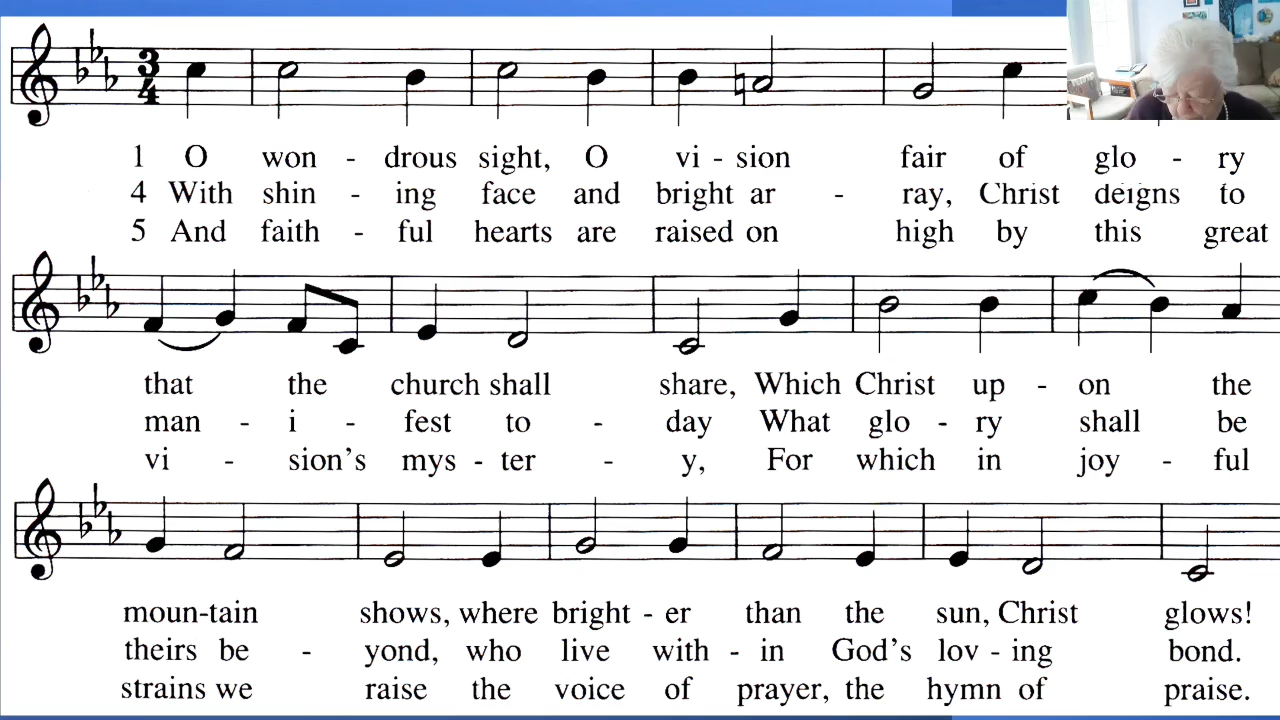 3
4
1 O won - drous sight, O vi - sion fair of glo - ry
4 With shin - ing face and bright ar - ray, Christ deigns to
5 And faith - ful hearts are raised on high by this great
that the church shall share, Which Christ up - on the
man - i - fest to - day What glo - ry shall be
vi - sion's mys - ter - y, For which in joy - ful
moun-tain shows, where bright - er than the sun, Christ glows!
theirs be - yond, who live with - in God's lov - ing bond.
strains we raise the voice of prayer, the hymn of praise.